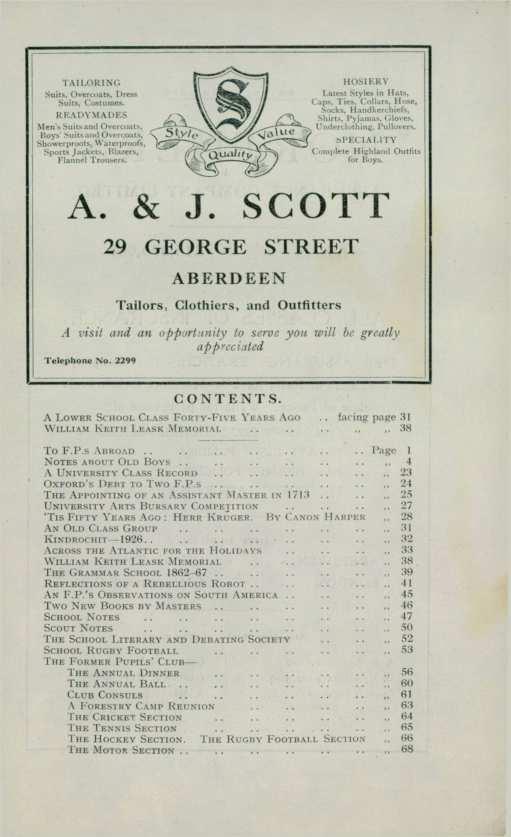 TAILORING
Suits, Overcoats, Dress
Suits, Costumes.
READYMADES
Men's Suits and Overcoats,
Boys' Suits and Overcoats,
Showerproofs, Waterproofs,
Sports Jackets, Blazers,
Flannel Trousers.
S
Style
Quality
Value
HOSIERY
Latest Styles in Hats,
Caps, Ties, Collars, Hose,
Socks, Handkerchiefs,
Shirts, Pyjamas, Gloves,
Underclothing, Pullovers.
SPECIALITY
Complete Highland Outfits
for Boys.
A. & J. SCOTT
29 GEORGE STREET
ABERDEEN
Tailors, Clothiers, and Outfitters
A visit and an opportunity to serve you will be greatly
appreciated
Telephone No. 2299
CONTENTS.
A Lower School Class Forty-Five Years Ago .. facing page 31
William Keith Leask Memorial .. .. .. ,, ,, 38
To F.P.s Abroad .. .. .. .. .. .. .. Page 1
Notes about Old Boys .. .. .. .. .. .. ,, 4
A University Class Record .. .. .. .. .. ,, 23
Oxford's Debt to Two F.P.s .. .. .. .. .. ,, 24
The Appointing of an Assistant Master in 1713 .. .. ,, 25
University Arts Bursary Competition .. .. .. ,, 27
'Tis Fifty Years Ago: Herr Kruger. By Canon Harper ,, 28
An Old Class Group .. .. .. .. .. .. ,, 31
Kindrochit—1926.. .. .. .. .. .. .. ,, 32
Across the Atlantic for the Holidays .. .. .. ,, 33
William Keith Leask Memorial .. .. .. .. ,, 38
The Grammar School 1862-67 .. .. .. .. .. ,, 39
Reflections of a Rebellious Robot .. .. .. .. ,, 41
An F.P.'s Observations on South America .. .. .. ,, 45
Two New Books by Masters .. .. .. .. .. ,, 46
School Notes .. .. .. .. .. .. .. ,, 47
Scout Notes .. .. .. .. .. .. .. ,, 50
The School Literary and Debating Society .. .. ,, 52
School Rugby Football .. .. .. .. .. ,, 53
The Former Pupils' Club—
The Annual Dinner .. .. .. .. .. ,, 56
The Annual Ball .. .. .. .. .. .. ,, 60
Club Consuls .. .. .. .. .. .. ,, 61
A Forestry Camp Reunion .. .. .. .. ,, 63
The Cricket Section .. .. .. .. .. ,, 64
The Tennis Section .. .. .. .. .. ,, 65
The Hockey Section. The Rugby Football Section ,, 66
The Motor Section .. .. .. .. .. .. ,, 68